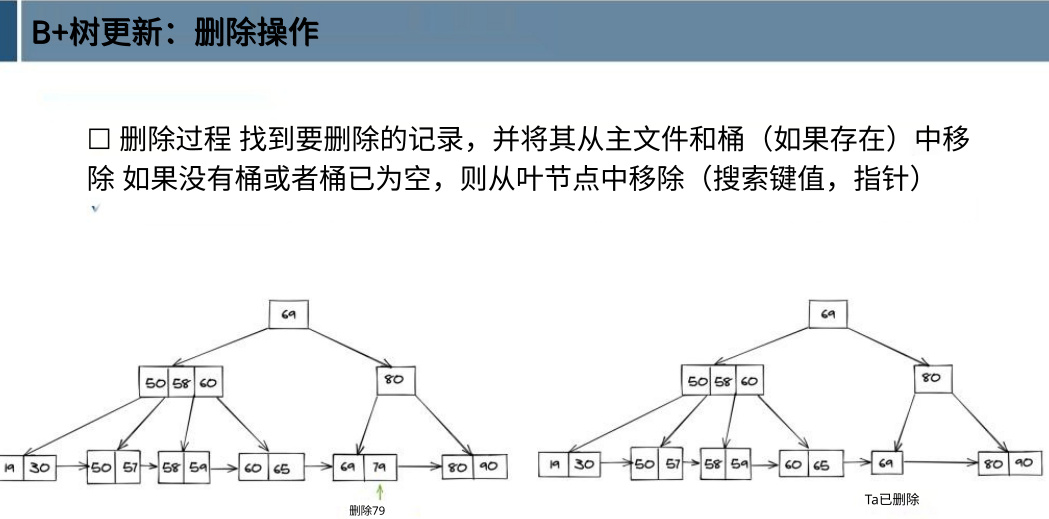 B+树更新：删除操作
□ 删除过程 找到要删除的记录，并将其从主文件和桶（如果存在）中移
除 如果没有桶或者桶已为空，则从叶节点中移除（搜索键值，指针）
69 69
50 58 60 80 50 58 60 80
19 30 50 57 58 59 60 65 69 79 80 90 19 30 50 57 58 59 60 65 69 80 90
删除79
Ta已删除